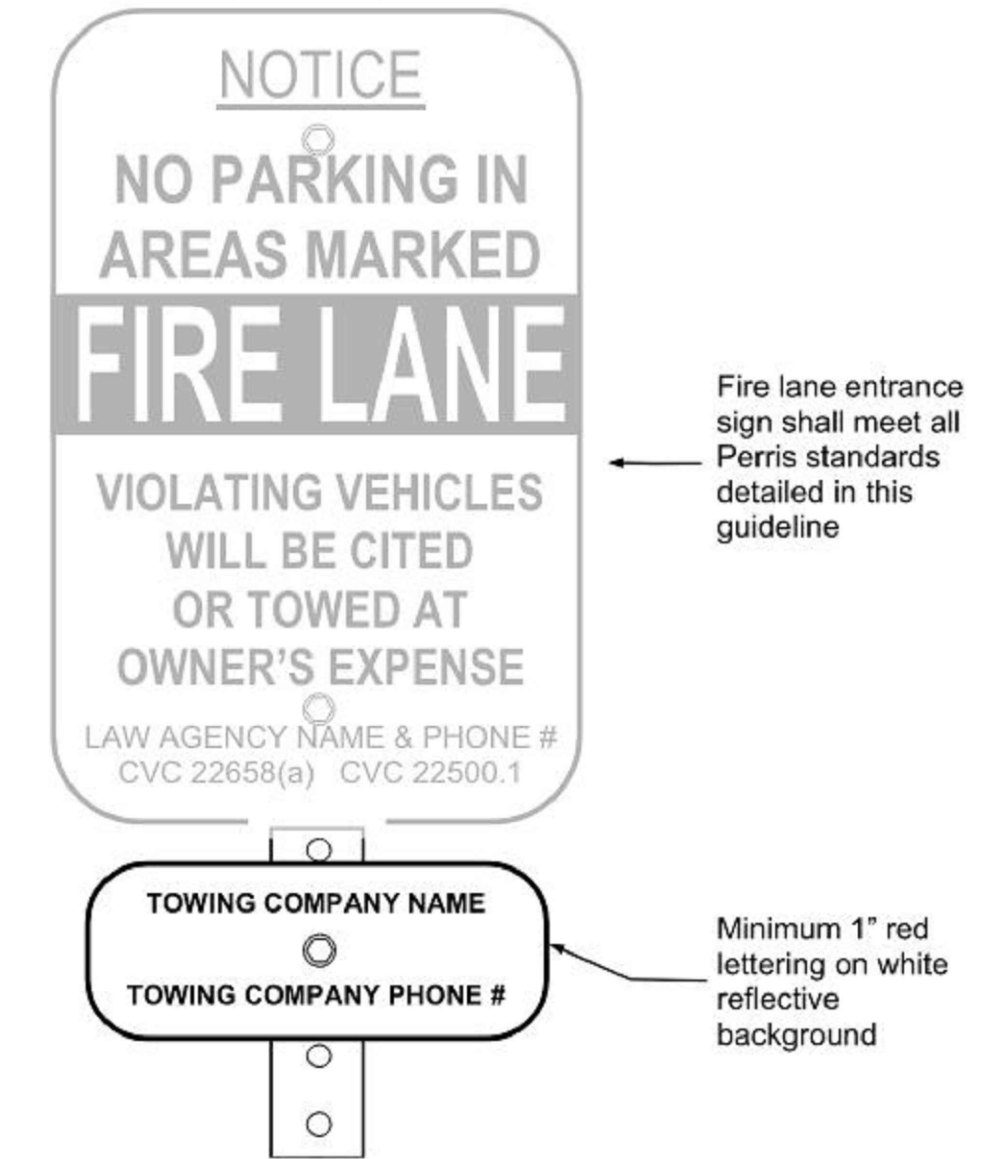 NOTICE
NO PARKING IN
AREAS MARKED
FIRE LANE
VIOLATING VEHICLES
WILL BE CITED
OR TOWED AT
OWNER'S EXPENSE
LAW AGENCY NAME & PHONE #
CVC 22658(a) CVC 22500.1
Fire lane entrance
sign shall meet all
Perris standards
detailed in this
guideline
TOWING COMPANY NAME
TOWING COMPANY PHONE #
Minimum 1” red
lettering on white
reflective
background